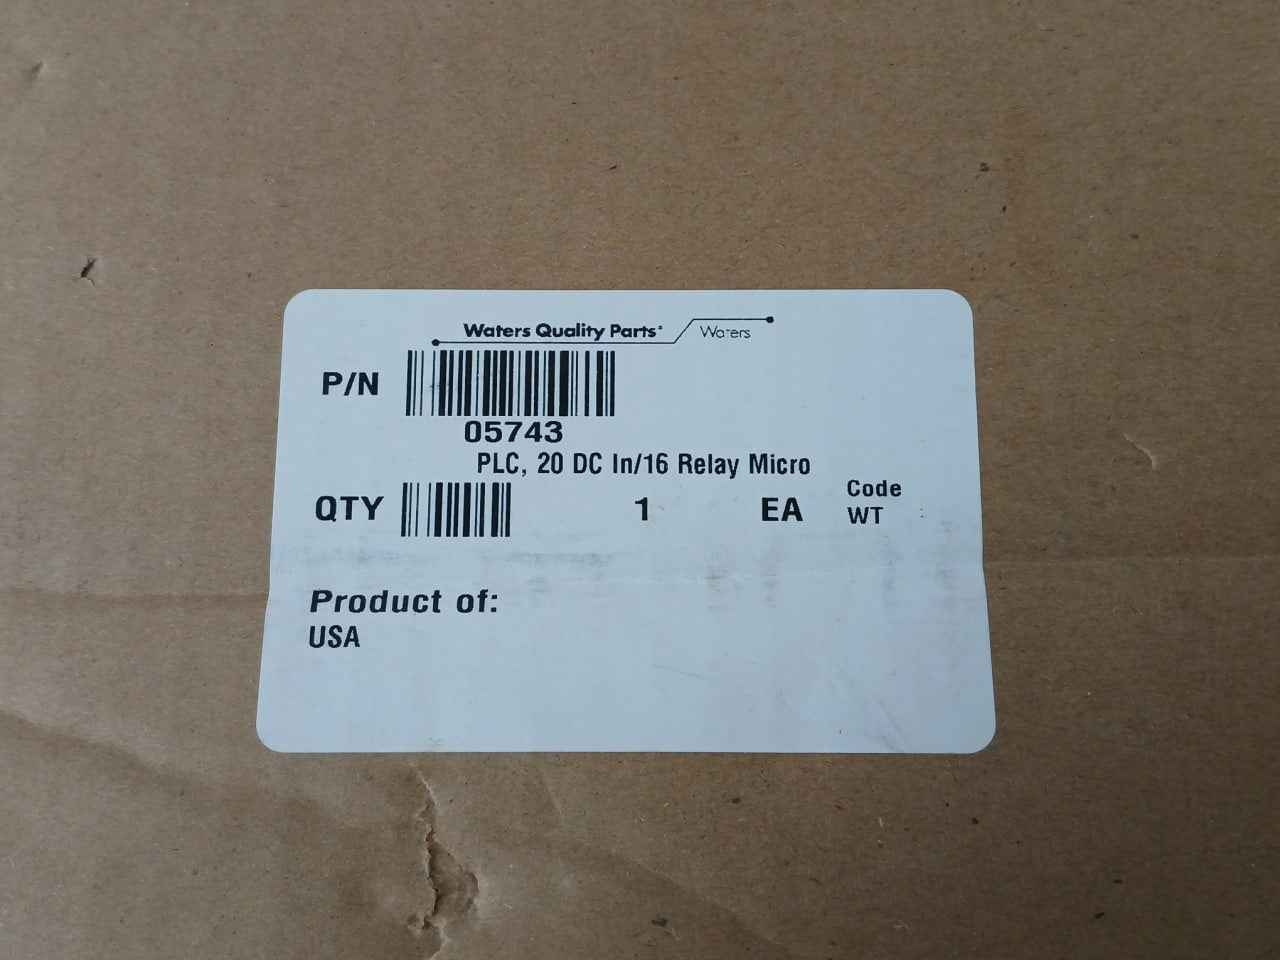 Waters Quality Parts
Waters
P/N
05743
PLC, 20 DC In/16 Relay Micro
QTY 1 EA Code
WT
Product of:
USA